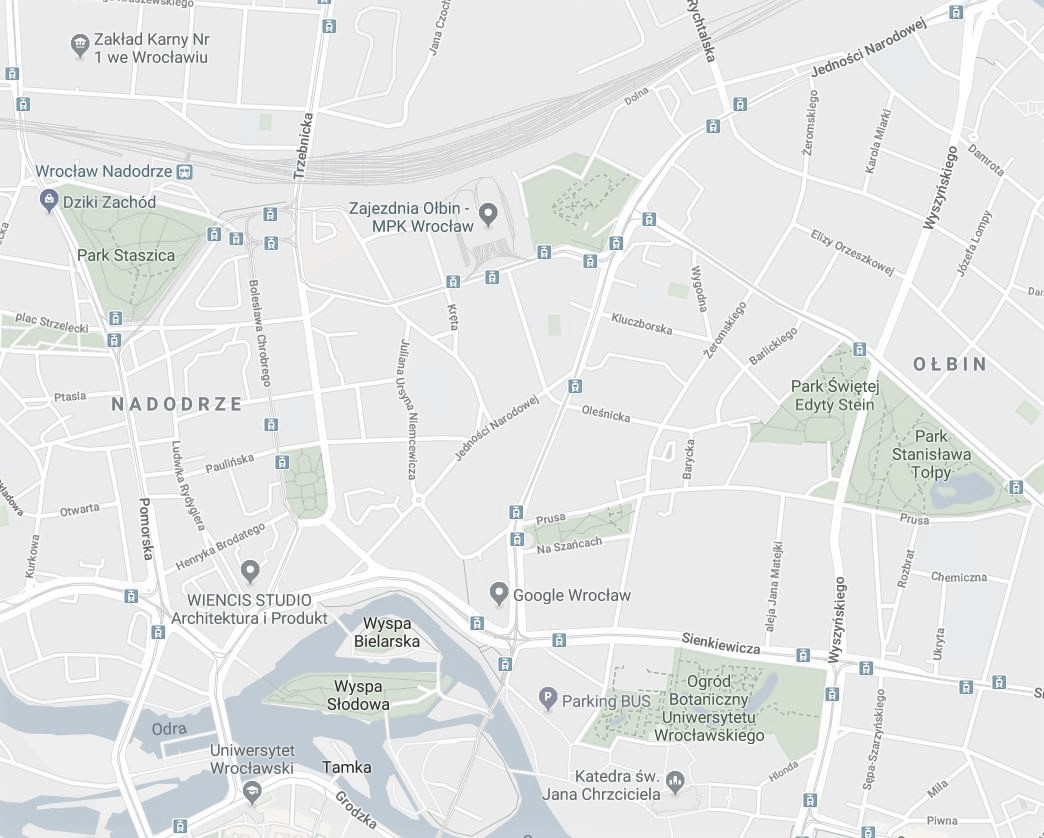 Kraszewskiego
Rychtalska
Jedności Narodowej
Zakład Karny Nr
1 we Wrocławiu
Jana Czoch
Dolna
Żeromskiego
Karola Miarki
Trzebnicka
Damrota
Wyszyńskiego
Wrocław Nadodrze
Dziki Zachód
Zajezdnia Ołbin -
MPK Wrocław
Park Staszica
Elizy Orzeszkowej
Józefa Lompy
Wygodna
Bolesława Chrobrego
Kręta
plac Strzelecki
Kluczborska
Żeromskiego
Barlickiego
Juliana Ursyna Niemcewicza
OŁBIN
Park Świętej
Edyty Stein
Ptasia
NADODRZE
Jedności Narodowej
Oleśnicka
Park
Stanisława
Tołpy
Ludwika Rydygiera
Paulińska
Barycka
Otwarta
Pomorska
Prusa
Prusa
Henryka Brodatego
Na Szańcach
Kurkowa
aleja Jana Matejki
Rozbrat
Chemiczna
WIENCIS STUDIO
Architektura i Produkt
Google Wrocław
Wyszyńskiego
Wyspa
Bielarska
Sienkiewicza
Ukryta
Wyspa
Słodowa
Ogród
Botaniczny
Uniwersytetu
Wrocławskiego
Parking BUS
Odra
Sępa-Szarzyńskiego
Uniwersytet
Wrocławski
Tamka
Hlonda
Katedra św.
Jana Chrzciciela
Grodzka
Miła
Piwna